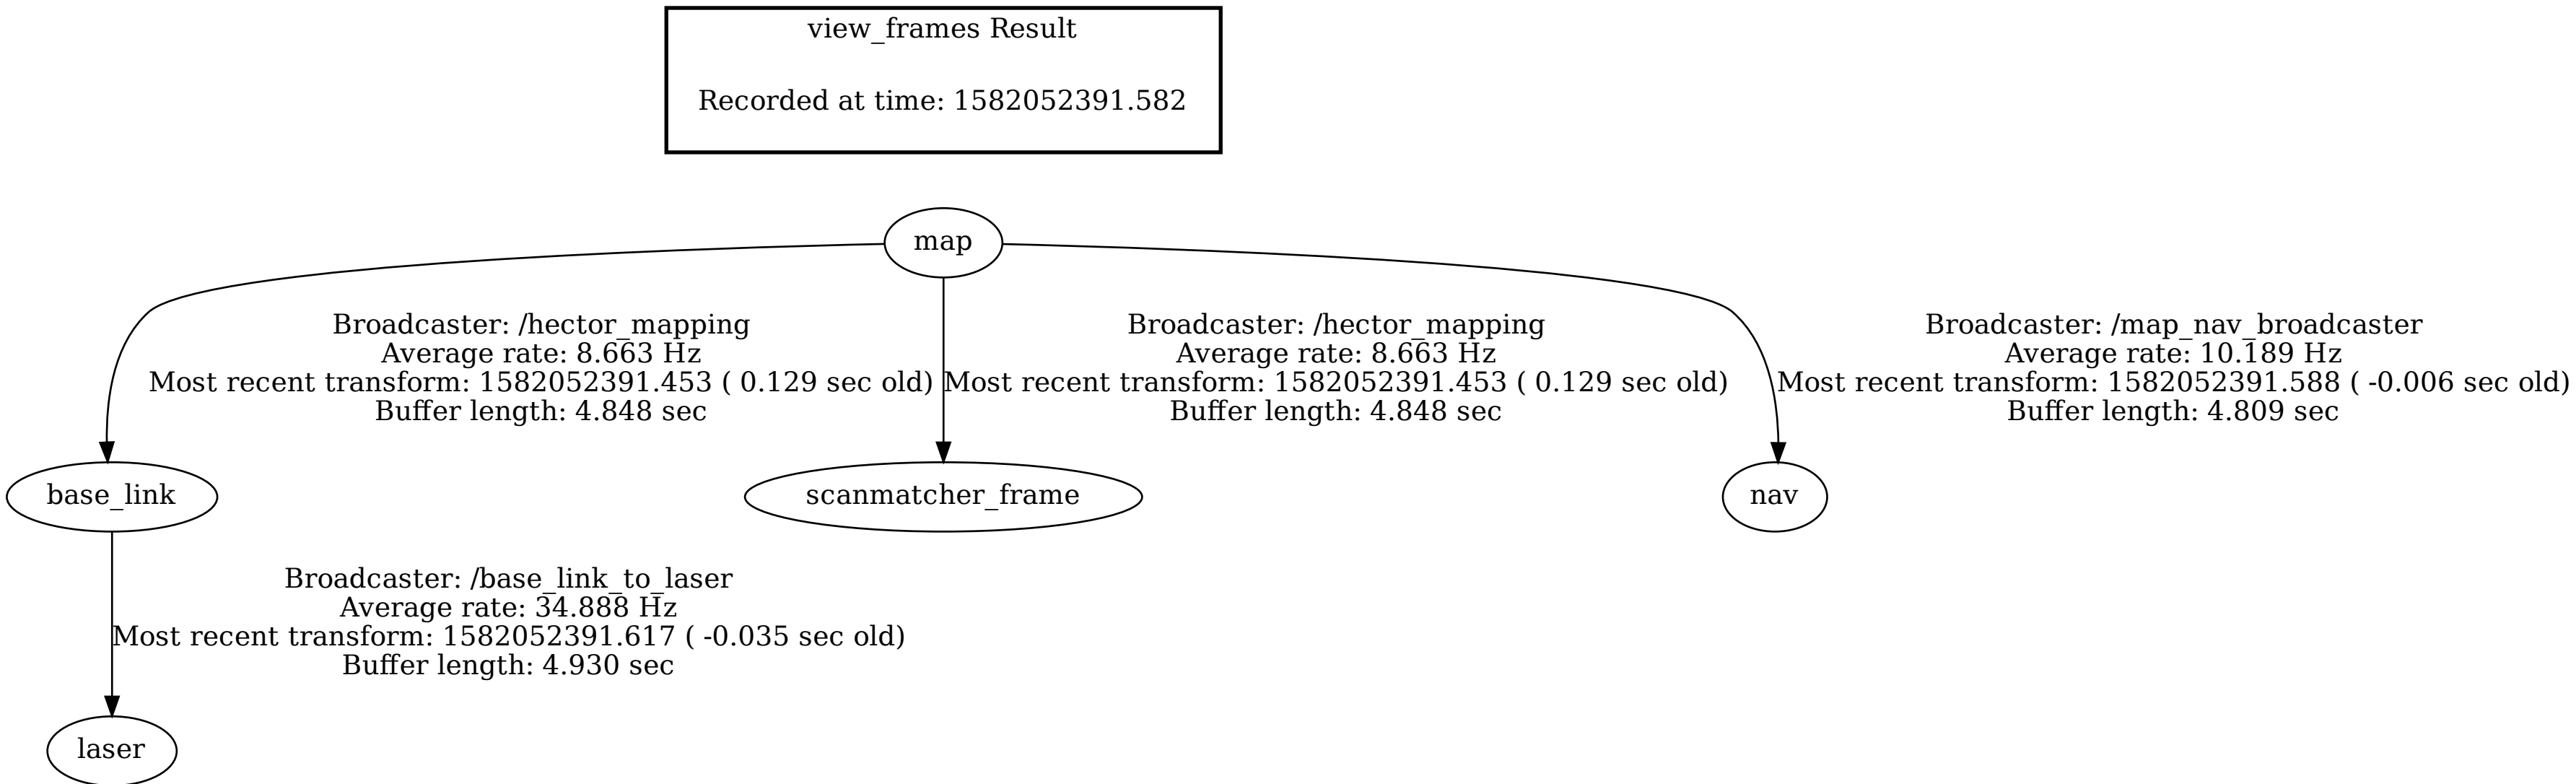 view_frames Result
Recorded at time: 1582052391.582
map
Broadcaster: /hector_mapping
Average rate: 8.663 Hz
Most recent transform: 1582052391.453 ( 0.129 sec old)
Buffer length: 4.848 sec
Broadcaster: /hector_mapping
Average rate: 8.663 Hz
Most recent transform: 1582052391.453 ( 0.129 sec old)
Buffer length: 4.848 sec
Broadcaster: /map_nav_broadcaster
Average rate: 10.189 Hz
Most recent transform: 1582052391.588 ( -0.006 sec old)
Buffer length: 4.809 sec
base_link
scanmatcher_frame
nav
Broadcaster: /base_link_to_laser
Average rate: 34.888 Hz
Most recent transform: 1582052391.617 ( -0.035 sec old)
Buffer length: 4.930 sec
laser